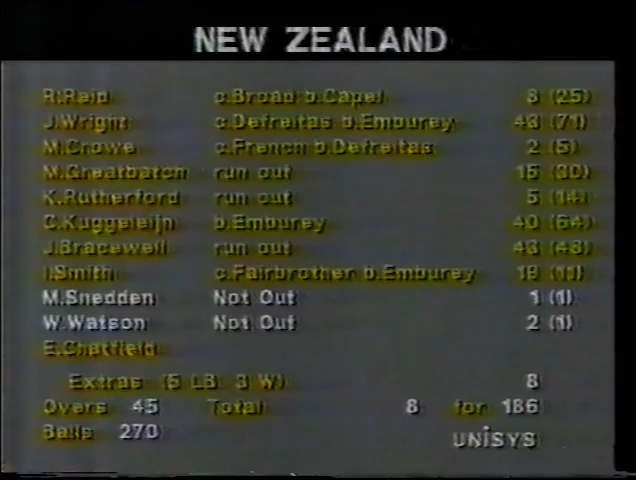 NEW ZEALAND
R.Reid c.Broad b.Capel 8 (25)
J.Wright c.Defreitas b.Emburey 43 (71)
M.Crowe c.French b.Defreitas 2 (5)
M.Greatbatch run out 15 (30)
K.Rutherford run out 5 (14)
C.Kuggeleijn b.Emburey 40 (64)
J.Bracewell run out 43 (48)
I.Smith c.Fairbrother b.Emburey 19 (11)
M.Snedden Not Out 1 (1)
W.Watson Not Out 2 (1)
E.Chatfield
Extras (5 LB 3 W) 8
Overs 45 Total 8 for 186
Balls 270
UNISYS